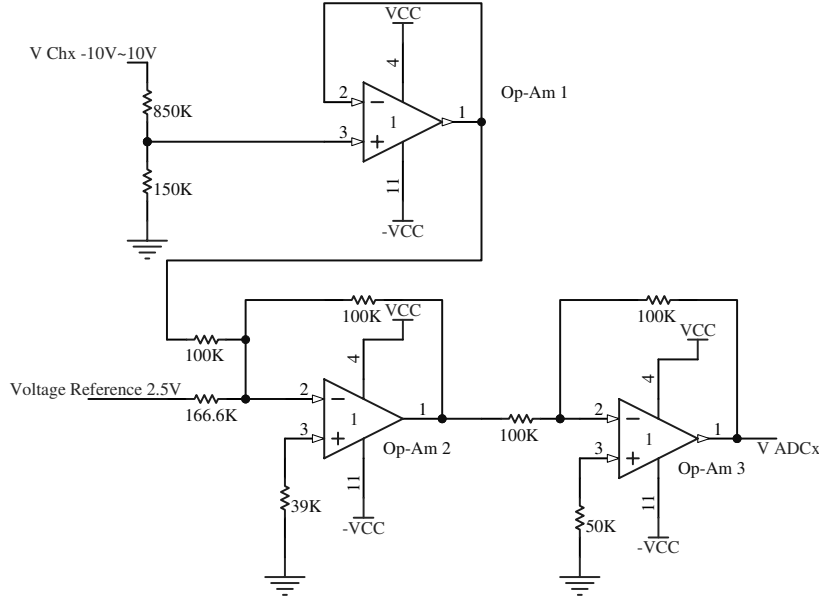 VCC
V Chx -10V~10V
4
2
Op-Am 1
850K
1
1
3
150K
11
-VCC
100K
VCC
100K
VCC
100K
4
4
Voltage Reference 2.5V
2
166.6K
1
1
2
100K
1
1
V ADCx
3
Op-Am 2
3
Op-Am 3
11
39K
11
50K
-VCC
-VCC